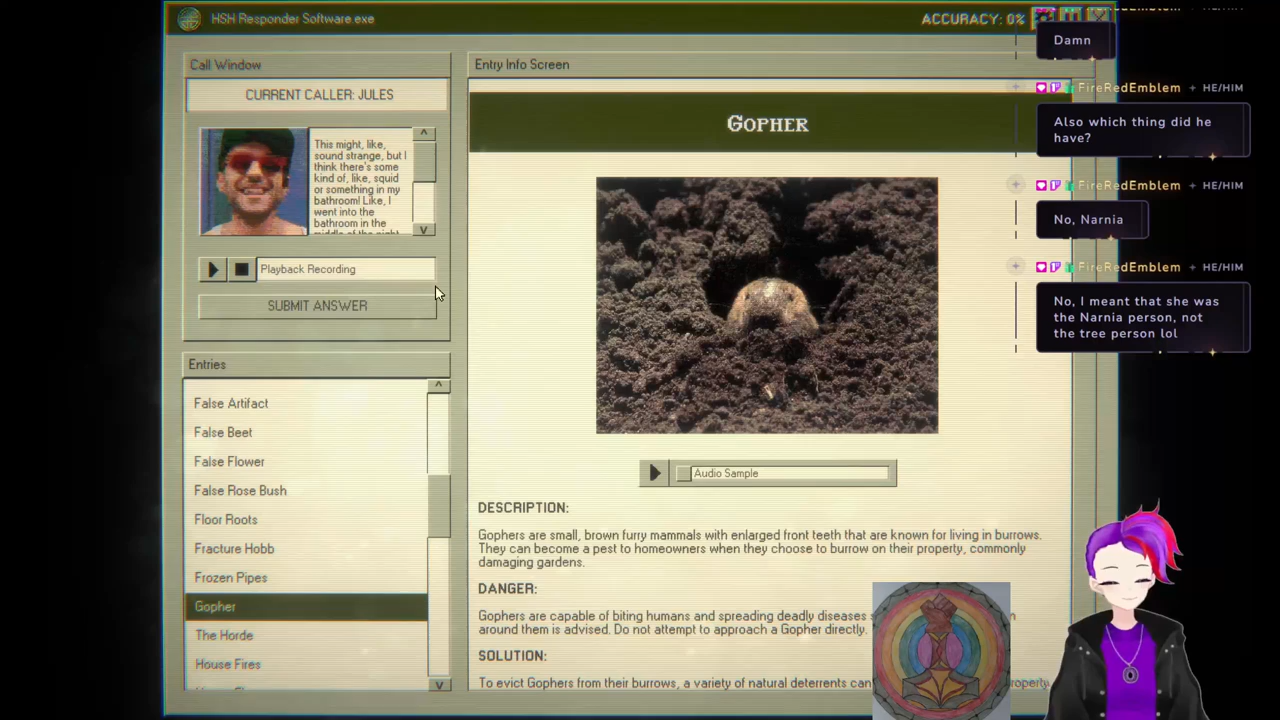 HSH Responder Software.exe
ACCURACY: 0%
Call Window
CURRENT CALLER: JULES
This might, like,
sound strange, but I
think there's some
kind of, like, squid
or something in my
bathroom! Like, I
went into the
bathroom in the
middle of the night
Playback Recording
SUBMIT ANSWER
Entries
False Artifact
False Beet
False Flower
False Rose Bush
Floor Roots
Fracture Hobb
Frozen Pipes
Gopher
The Horde
House Fires
Entry Info Screen
GOPHER
Audio Sample
DESCRIPTION:
Gophers are small, brown furry mammals with enlarged front teeth that are known for living in burrows.
They can become a pest to homeowners when they choose to burrow on their property, commonly
damaging gardens.
DANGER:
Gophers are capable of biting humans and spreading deadly diseases
around them is advised. Do not attempt to approach a Gopher directly.
SOLUTION:
To evict Gophers from their burrows, a variety of natural deterrents can
Damn
FireRedEmblem + HE/HIM
Also which thing did he
have?
FireRedEmblem + HE/HIM
No, Narnia
FireRedEmblem + HE/HIM
No, I meant that she was
the Narnia person, not
the tree person lol